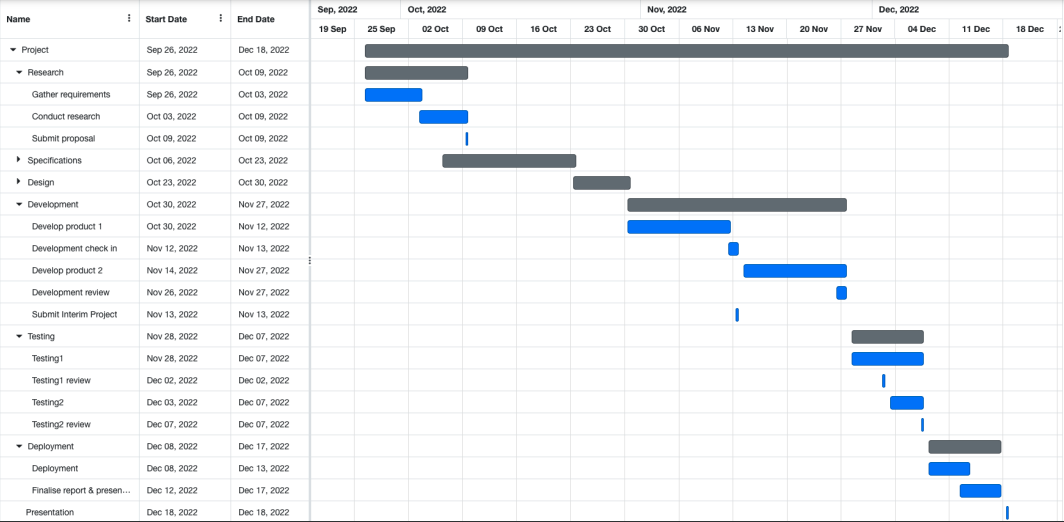 Sep, 2022 Oct, 2022 Nov, 2022 Dec, 2022
Name Start Date End Date
19 Sep 25 Sep 02 Oct 09 Oct 16 Oct 23 Oct 30 Oct 06 Nov 13 Nov 20 Nov 27 Nov 04 Dec 11 Dec 18 Dec
Project Sep 26, 2022 Dec 18, 2022
Research Sep 26, 2022 Oct 09, 2022
Gather requirements Sep 26, 2022 Oct 03, 2022
Conduct research Oct 03, 2022 Oct 09, 2022
Submit proposal Oct 09, 2022 Oct 09, 2022
Specifications Oct 06, 2022 Oct 23, 2022
Design Oct 23, 2022 Oct 30, 2022
Development Oct 30, 2022 Nov 27, 2022
Develop product 1 Oct 30, 2022 Nov 12, 2022
Development check in Nov 12, 2022 Nov 13, 2022
Develop product 2 Nov 14, 2022 Nov 27, 2022
Development review Nov 26, 2022 Nov 27, 2022
Submit Interim Project Nov 13, 2022 Nov 13, 2022
Testing Nov 28, 2022 Dec 07, 2022
Testing1 Nov 28, 2022 Dec 07, 2022
Testing1 review Dec 02, 2022 Dec 02, 2022
Testing2 Dec 03, 2022 Dec 07, 2022
Testing2 review Dec 07, 2022 Dec 07, 2022
Deployment Dec 08, 2022 Dec 17, 2022
Deployment Dec 08, 2022 Dec 13, 2022
Finalise report & presen... Dec 12, 2022 Dec 17, 2022
Presentation Dec 18, 2022 Dec 18, 2022